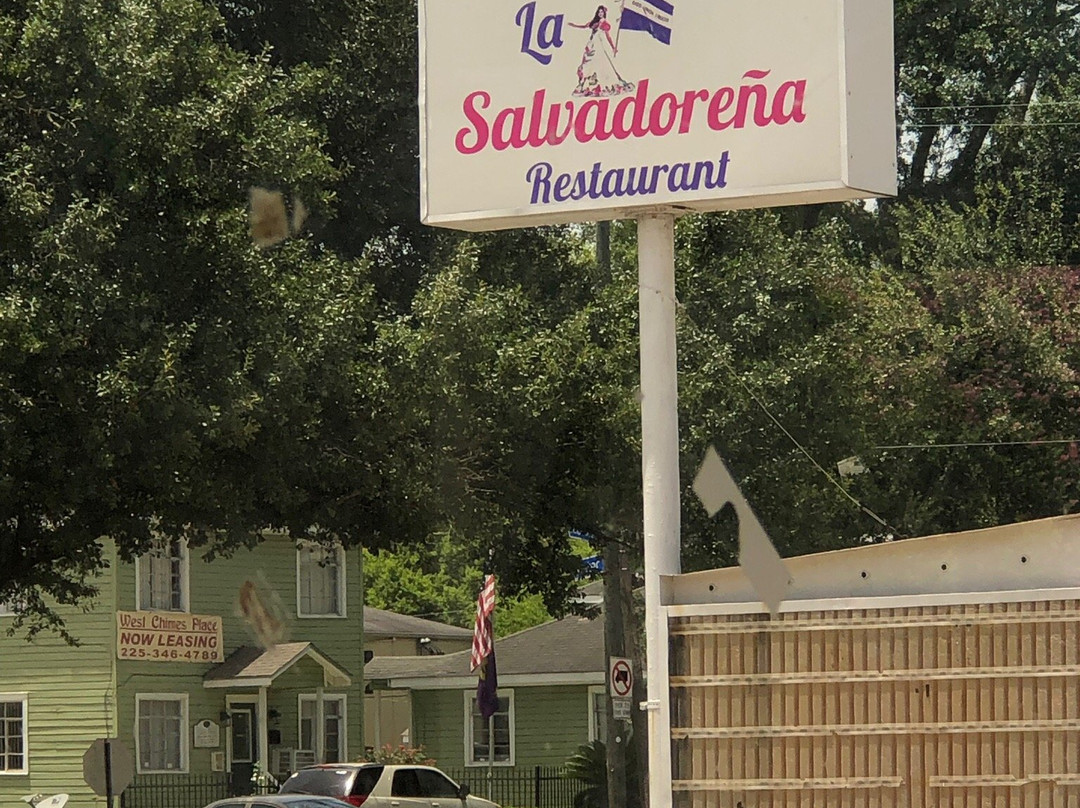 La
Salvadoreña
Restaurant
West Chimes Place
NOW LEASING
225-346-4789